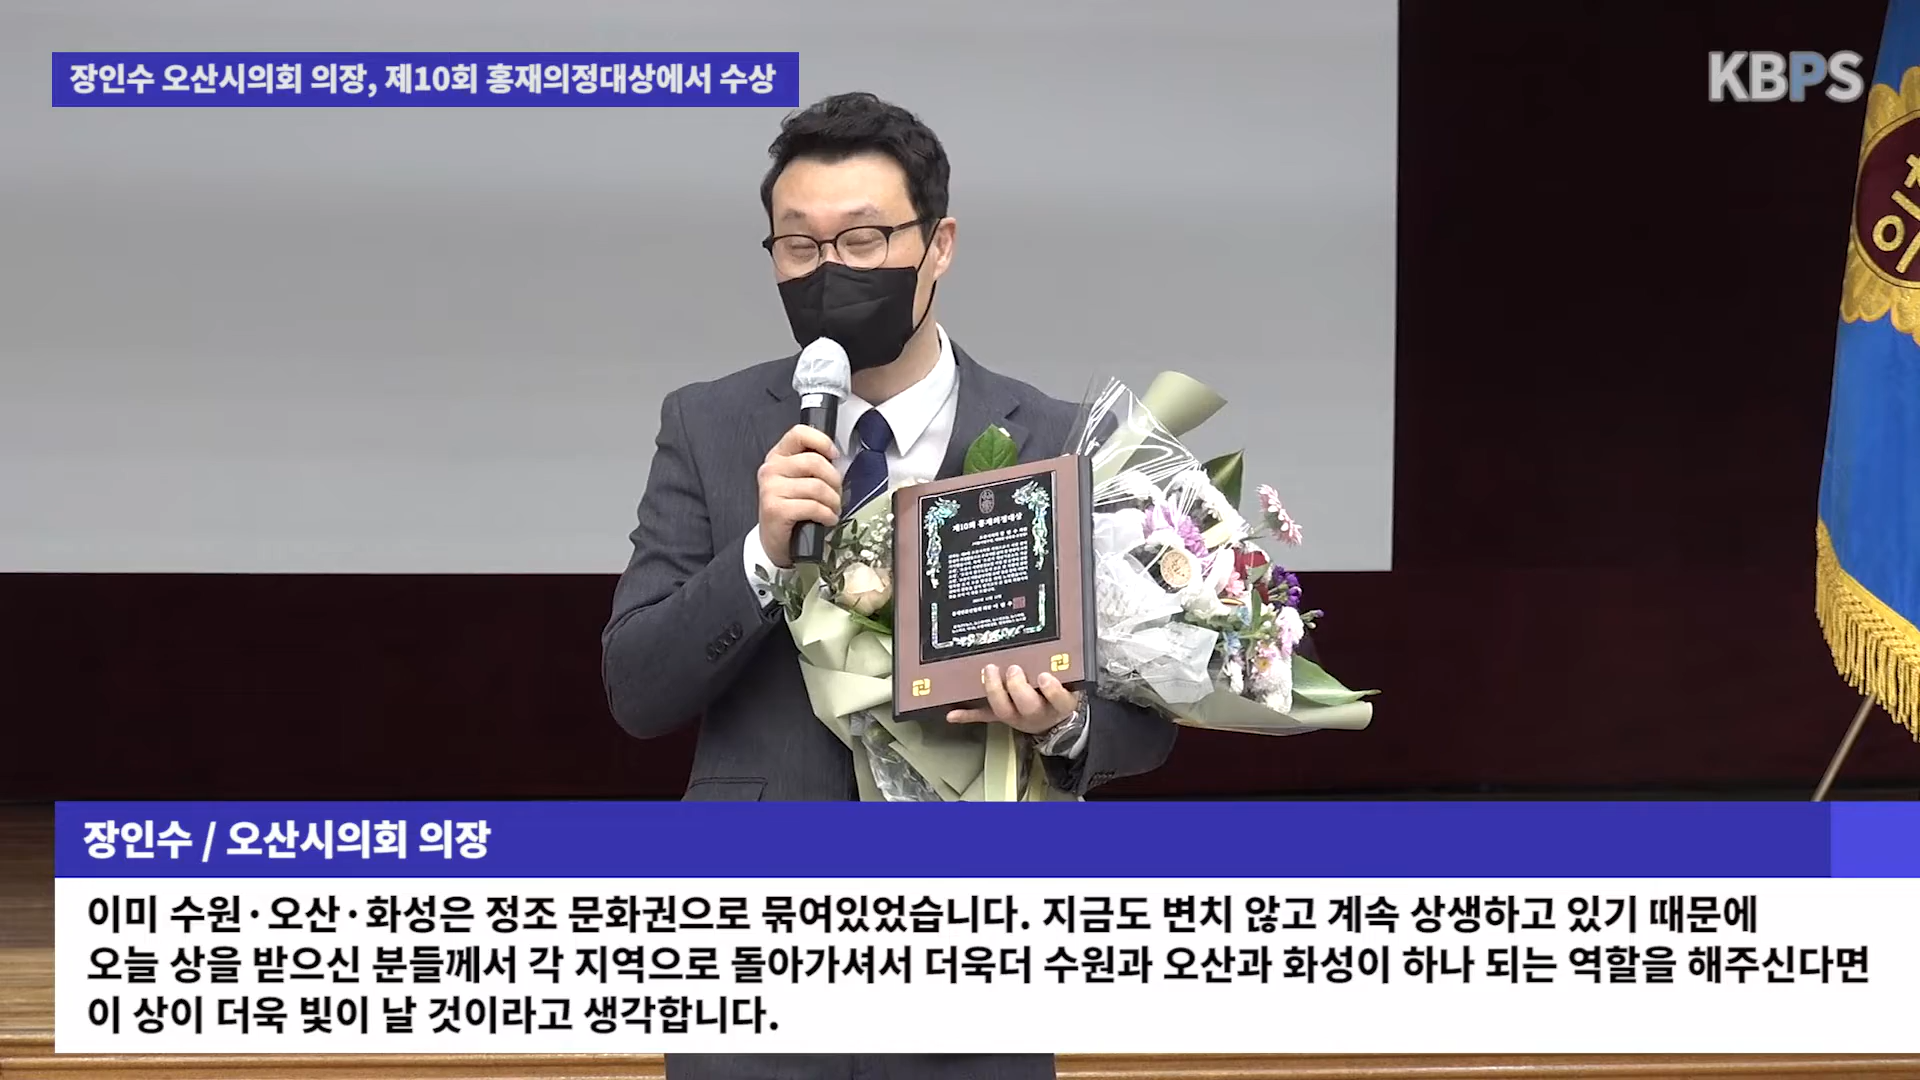 장인수 오산시의회 의장, 제10회 홍재의정대상에서 수상
KBPS
제10회 홍재의정대상
장인수 / 오산시의회 의장
이미 수원·오산·화성은 정조 문화권으로 묶여있었습니다. 지금도 변치 않고 계속 상생하고 있기 때문에
오늘 상을 받으신 분들께서 각 지역으로 돌아가셔서 더욱더 수원과 오산과 화성이 하나 되는 역할을 해주신다면
이 상이 더욱 빛이 날 것이라고 생각합니다.